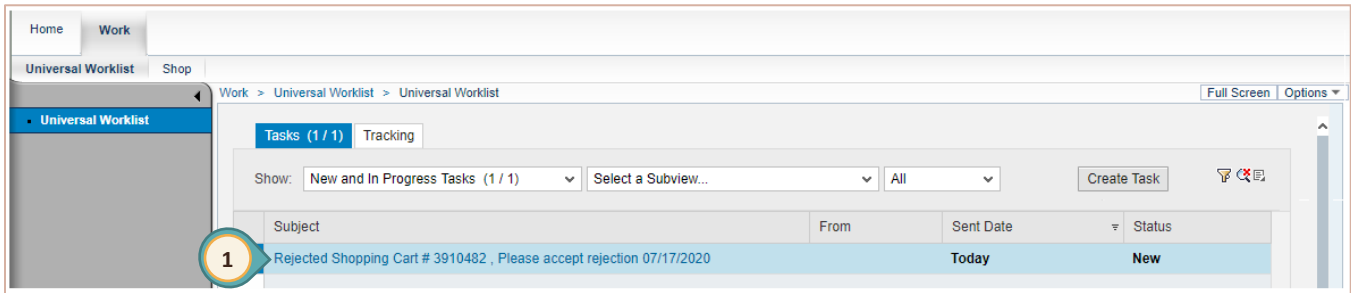 Home Work
Universal Worklist Shop
Work > Universal Worklist > Universal Worklist Full Screen Options
Universal Worklist
Tasks (1 / 1) Tracking
Show: New and In Progress Tasks (1 / 1) Select a Subview... All Create Task
Subject From Sent Date Status
1 Rejected Shopping Cart # 3910482 , Please accept rejection 07/17/2020 Today New